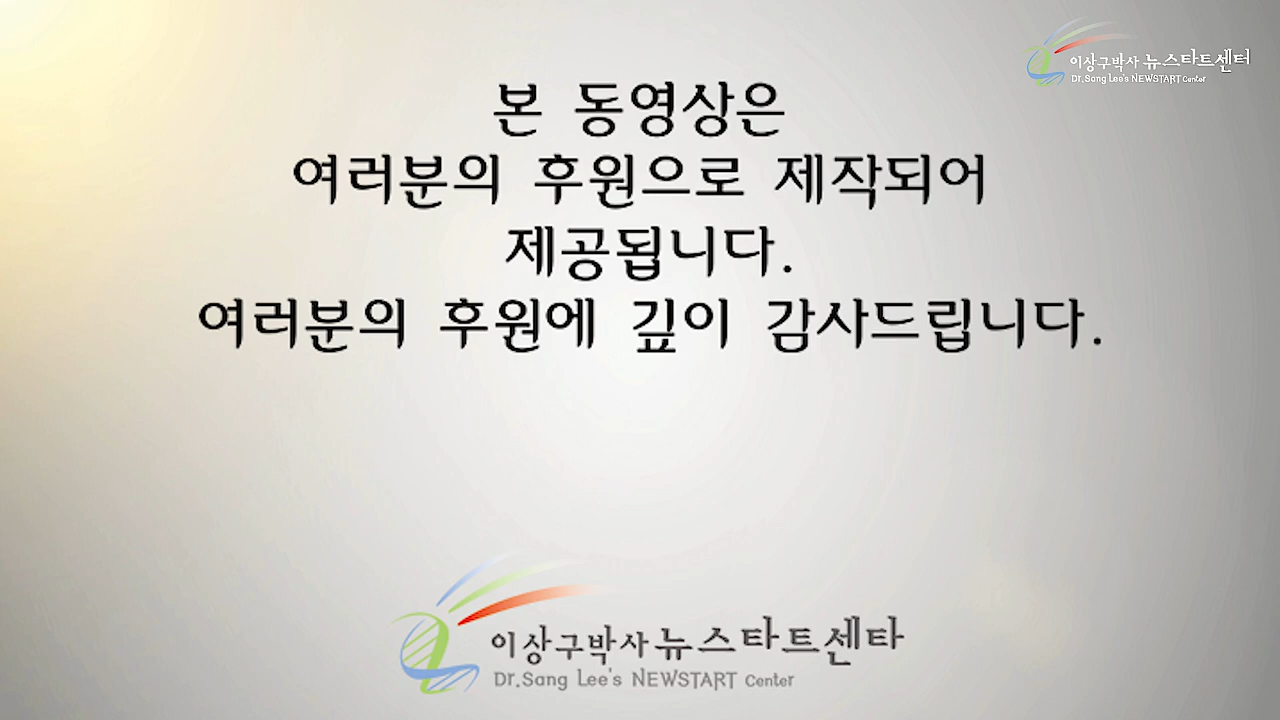 이상구박사 뉴스타트센터
Dr.Sang Lee's NEWSTART Center
본 동영상은
여러분의 후원으로 제작되어
제공됩니다.
여러분의 후원에 깊이 감사드립니다.
이상구박사 뉴스타트센타
Dr.Sang Lee's NEWSTART Center